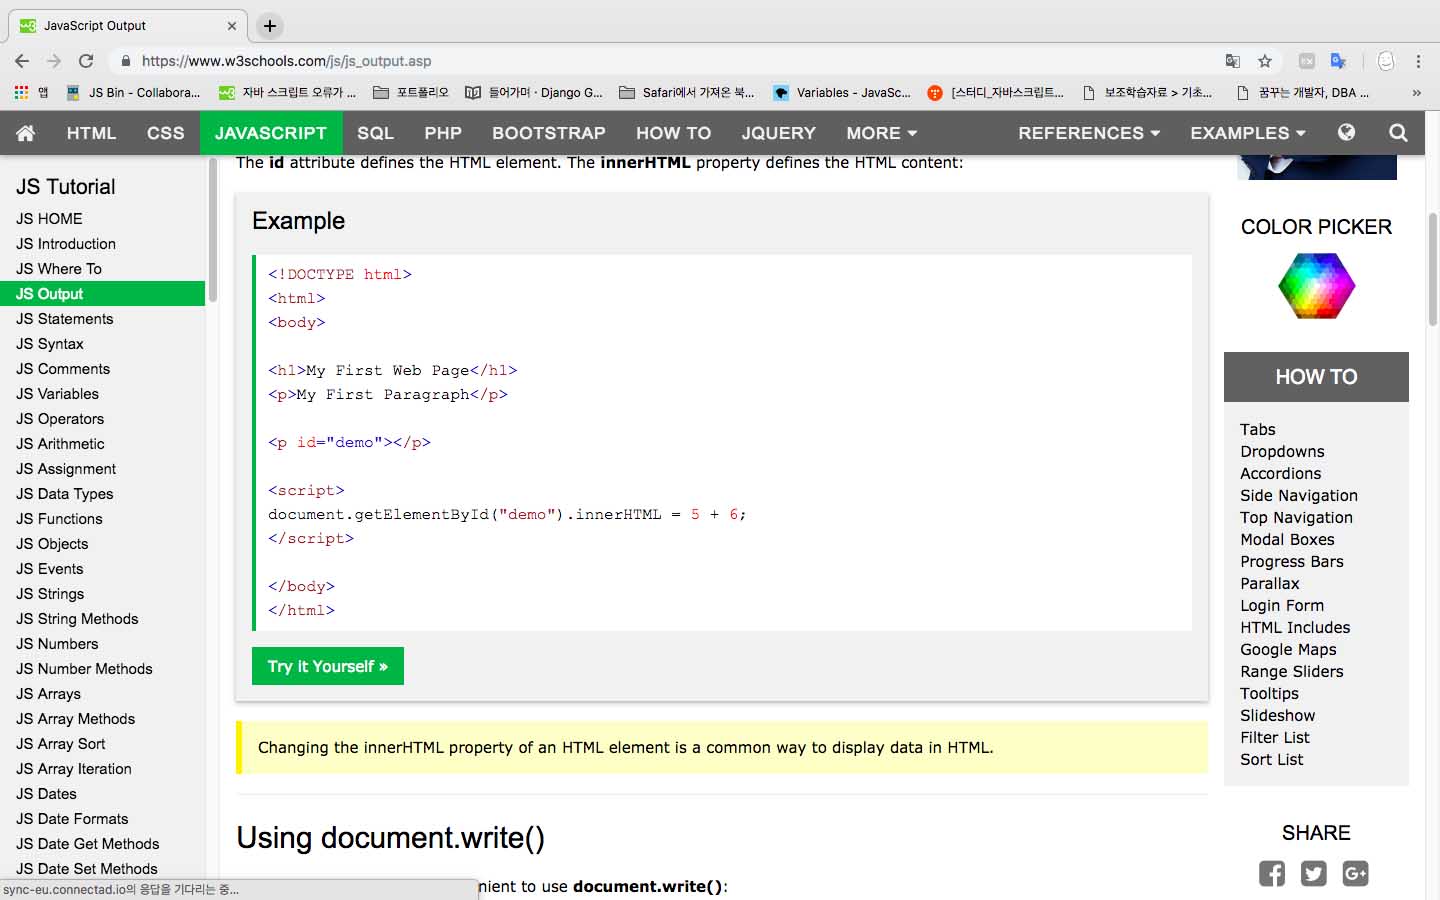 JavaScript Output
https://www.w3schools.com/js/js_output.asp
앱
JS Bin - Collabora...
자바 스크립트 오류가 ...
포트폴리오
들어가며 · Django G...
Safari에서 가져온 북...
Variables - JavaSc...
[스터디_자바스크립트...
보조학습자료 > 기초...
꿈꾸는 개발자, DBA ...
»
HTML
CSS
JAVASCRIPT
SQL
PHP
BOOTSTRAP
HOW TO
JQUERY
MORE
REFERENCES
EXAMPLES
JS Tutorial
JS HOME
JS Introduction
JS Where To
JS Output
JS Statements
JS Syntax
JS Comments
JS Variables
JS Operators
JS Arithmetic
JS Assignment
JS Data Types
JS Functions
JS Objects
JS Events
JS Strings
JS String Methods
JS Numbers
JS Number Methods
JS Arrays
JS Array Methods
JS Array Sort
JS Array Iteration
JS Dates
JS Date Formats
JS Date Get Methods
JS Date Set Methods
sync-eu.connectad.io의 응답을 기다리는 중...
The id attribute defines the HTML element. The innerHTML property defines the HTML content:
Example
<!DOCTYPE html>
<html>
<body>
<h1>My First Web Page</h1>
<p>My First Paragraph</p>
<p id="demo"></p>
<script>
document.getElementById("demo").innerHTML = 5 + 6;
</script>
</body>
</html>
Try it Yourself »
Changing the innerHTML property of an HTML element is a common way to display data in HTML.
Using document.write()
nient to use document.write():
COLOR PICKER
HOW TO
Tabs
Dropdowns
Accordions
Side Navigation
Top Navigation
Modal Boxes
Progress Bars
Parallax
Login Form
HTML Includes
Google Maps
Range Sliders
Tooltips
Slideshow
Filter List
Sort List
SHARE